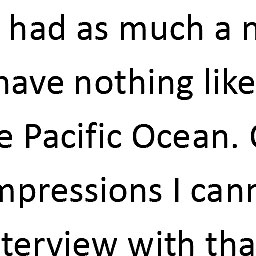 had as much a
have nothing like
e Pacific Ocean.
mpressions I cann
terview with tha